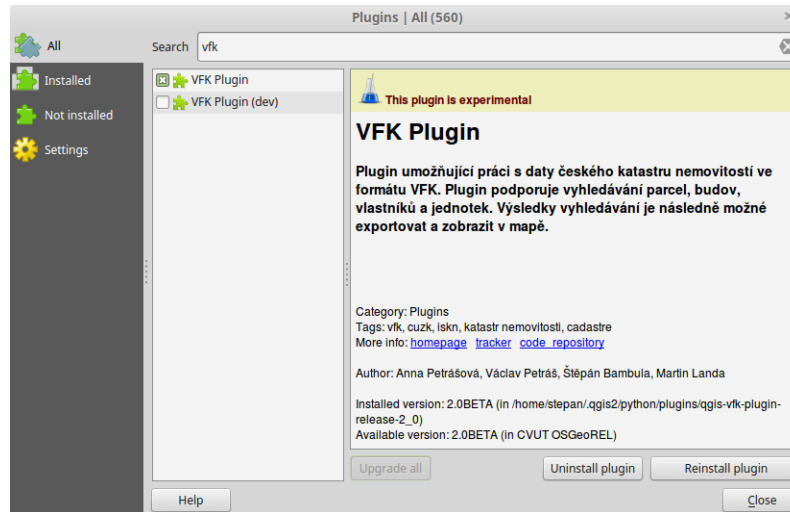 Plugins | All (560)
All
Search vfk
Installed
Not installed
Settings
VFK Plugin
VFK Plugin (dev)
This plugin is experimental
VFK Plugin
Plugin umožňující práci s daty českého katastru nemovitostí ve
formátu VFK. Plugin podporuje vyhledávání parcel, budov,
vlastníků a jednotek. Výsledky vyhledávání je následně možné
exportovat a zobrazit v mapě.
Category: Plugins
Tags: vfk, cuzk, iskn, katastr nemovitosti, cadastre
More info: homepage tracker code_repository
Author: Anna Petrášová, Václav Petráš, Štěpán Bambula, Martin Landa
Installed version: 2.0BETA (in /home/stepan/.qgis2/python/plugins/qgis-vfk-plugin-
release-2_0)
Available version: 2.0BETA (in CVUT OSGeoREL)
Upgrade all
Uninstall plugin
Reinstall plugin
Help
Close